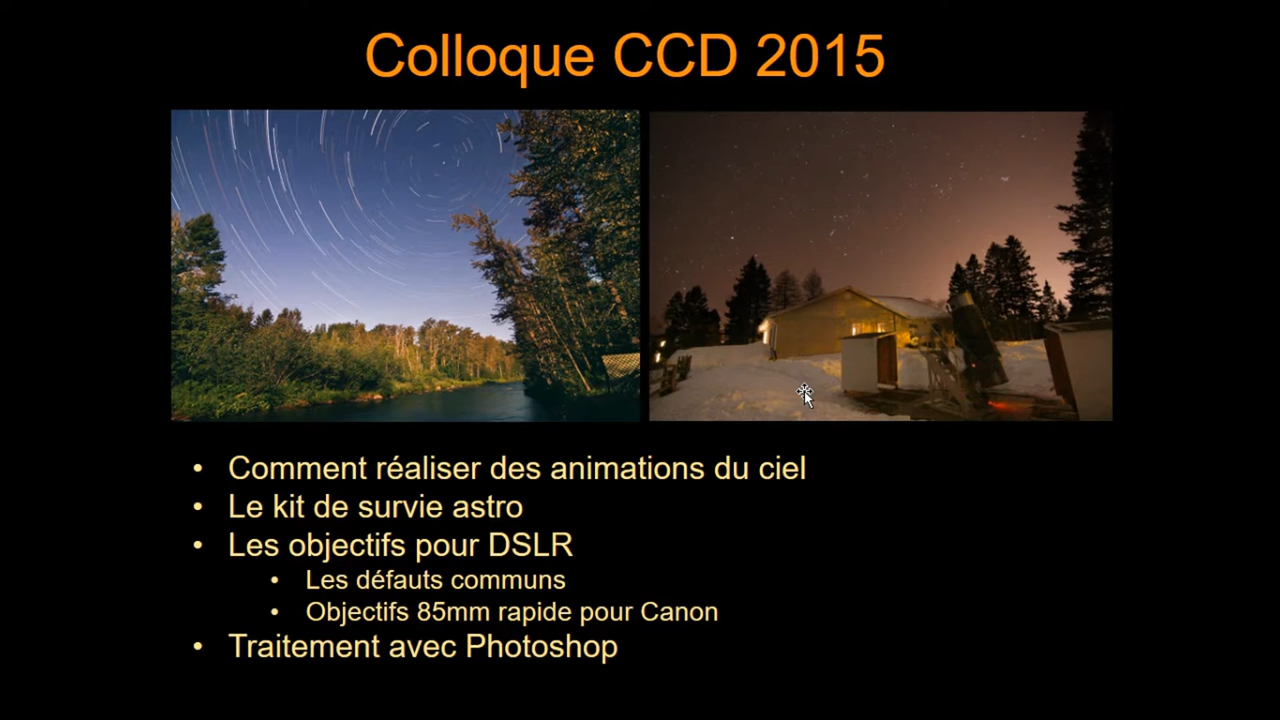 Colloque CCD 2015
• Comment réaliser des animations du ciel
• Le kit de survie astro
• Les objectifs pour DSLR
• Les défauts communs
• Objectifs 85mm rapide pour Canon
• Traitement avec Photoshop